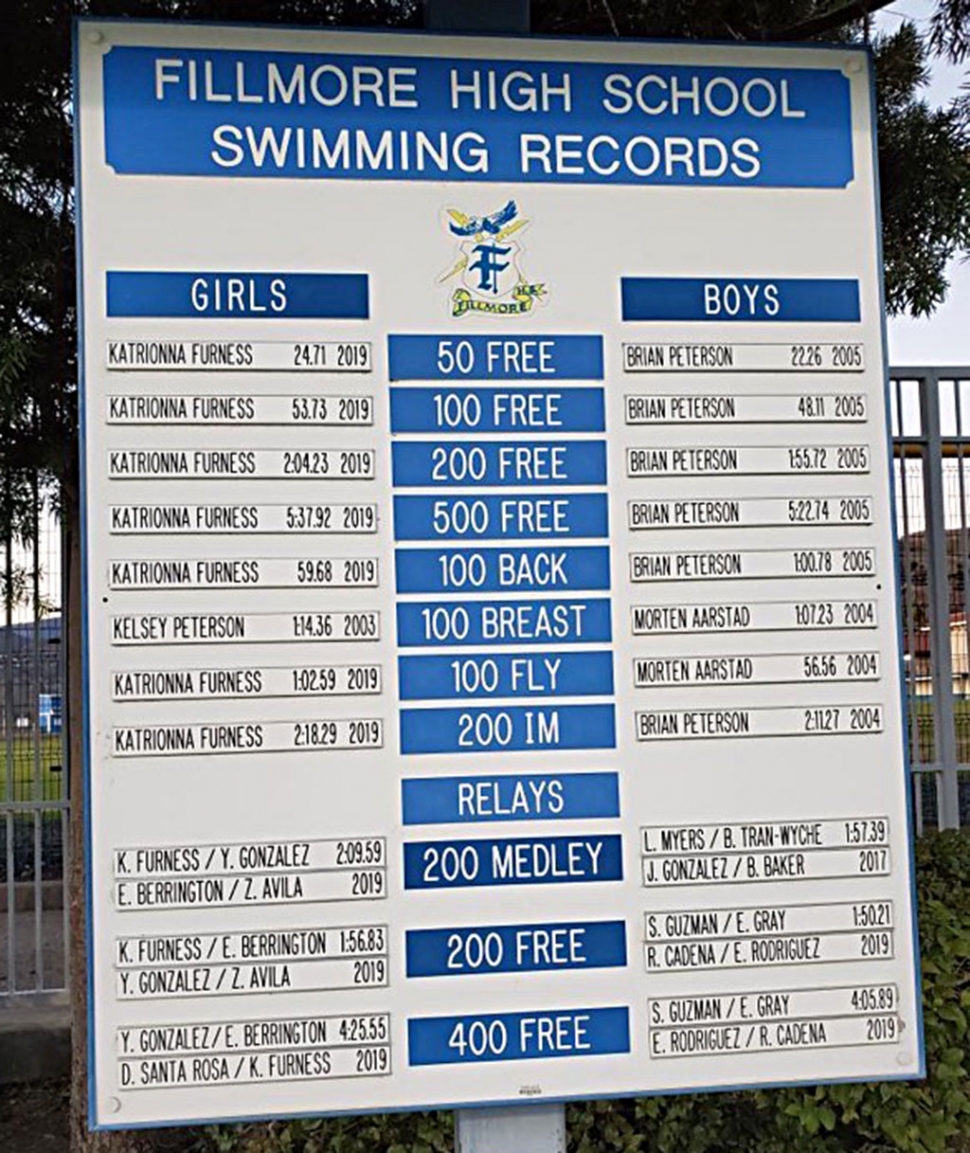 FILLMORE HIGH SCHOOL
SWIMMING RECORDS
F
H.S.
FILLMORE
GIRLS
BOYS
KATRIONNA FURNESS 24.71 2019
50 FREE
BRIAN PETERSON 22.26 2005
KATRIONNA FURNESS 53.73 2019
100 FREE
BRIAN PETERSON 48.11 2005
KATRIONNA FURNESS 2:04.23 2019
200 FREE
BRIAN PETERSON 1:55.72 2005
KATRIONNA FURNESS 5:37.92 2019
500 FREE
BRIAN PETERSON 5:22.74 2005
KATRIONNA FURNESS 59.68 2019
100 BACK
BRIAN PETERSON 1:00.78 2005
KELSEY PETERSON 1:14.36 2003
100 BREAST
MORTEN AARSTAD 1:07.23 2004
KATRIONNA FURNESS 1:02.59 2019
100 FLY
MORTEN AARSTAD 56.56 2004
KATRIONNA FURNESS 2:18.29 2019
200 IM
BRIAN PETERSON 2:11.27 2004
RELAYS
K. FURNESS / Y. GONZALEZ 2:09.59
E. BERRINGTON / Z. AVILA 2019
200 MEDLEY
L. MYERS / B. TRAN-WYCHE 1:57.39
J. GONZALEZ / B. BAKER 2017
K. FURNESS / E. BERRINGTON 1:56.83
Y. GONZALEZ / Z. AVILA 2019
200 FREE
S. GUZMAN / E. GRAY 1:50.21
R. CADENA / E. RODRIGUEZ 2019
Y. GONZALEZ / E. BERRINGTON 4:25.55
D. SANTA ROSA / K. FURNESS 2019
400 FREE
S. GUZMAN / E. GRAY 4:05.89
E. RODRIGUEZ / R. CADENA 2019